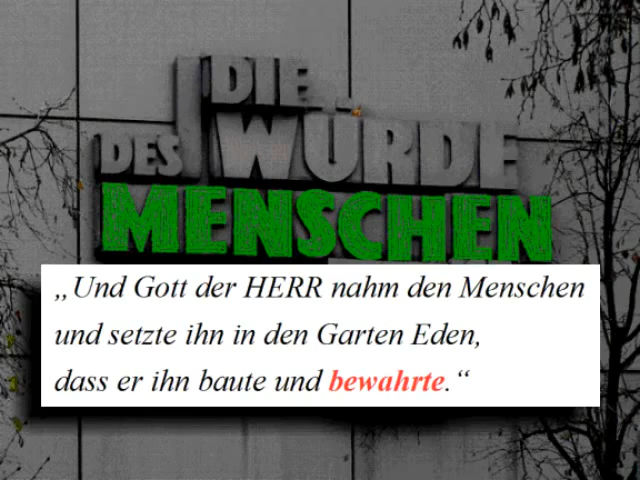 DIE
DES WÜRDE
MENSCHEN
„Und Gott der HERR nahm den Menschen
und setzte ihn in den Garten Eden,
dass er ihn baute und bewahrte.“